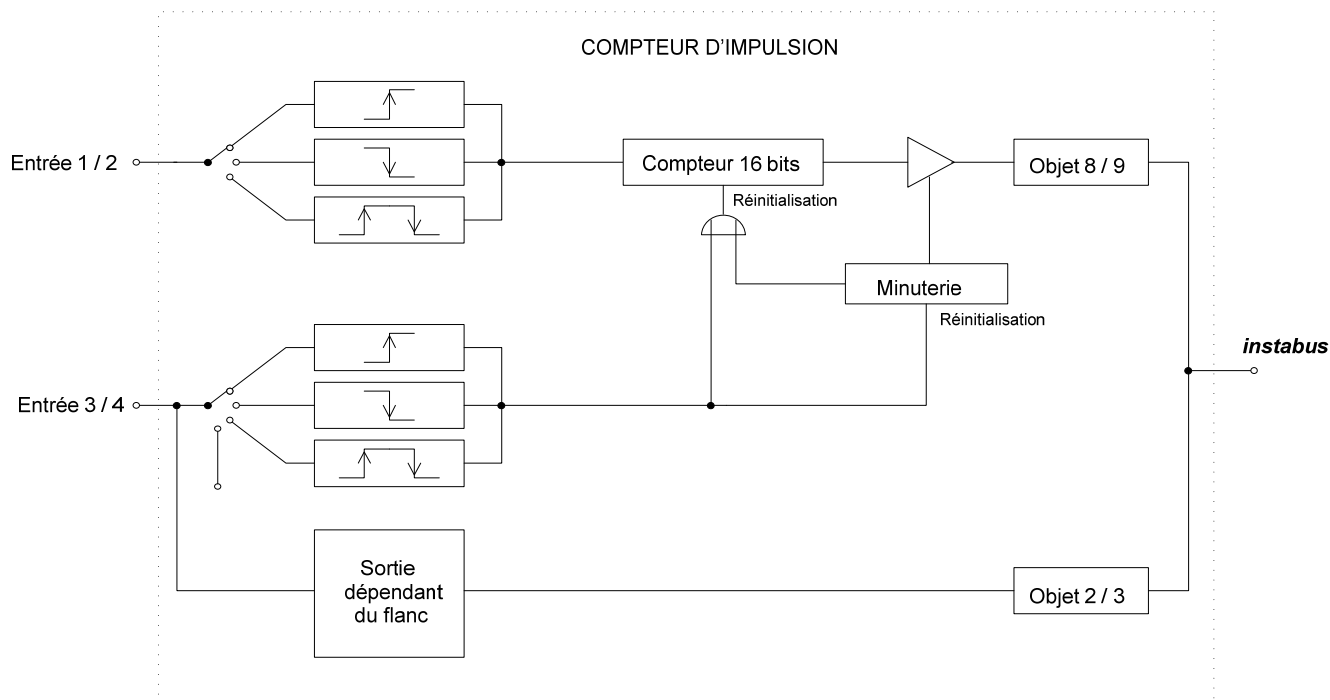 COMPTEUR D'IMPULSION
Entrée 1 / 2
Compteur 16 bits
Objet 8 / 9
Réinitialisation
Minuterie
Réinitialisation
instabus
Entrée 3 / 4
Sortie
dépendant
du flanc
Objet 2 / 3